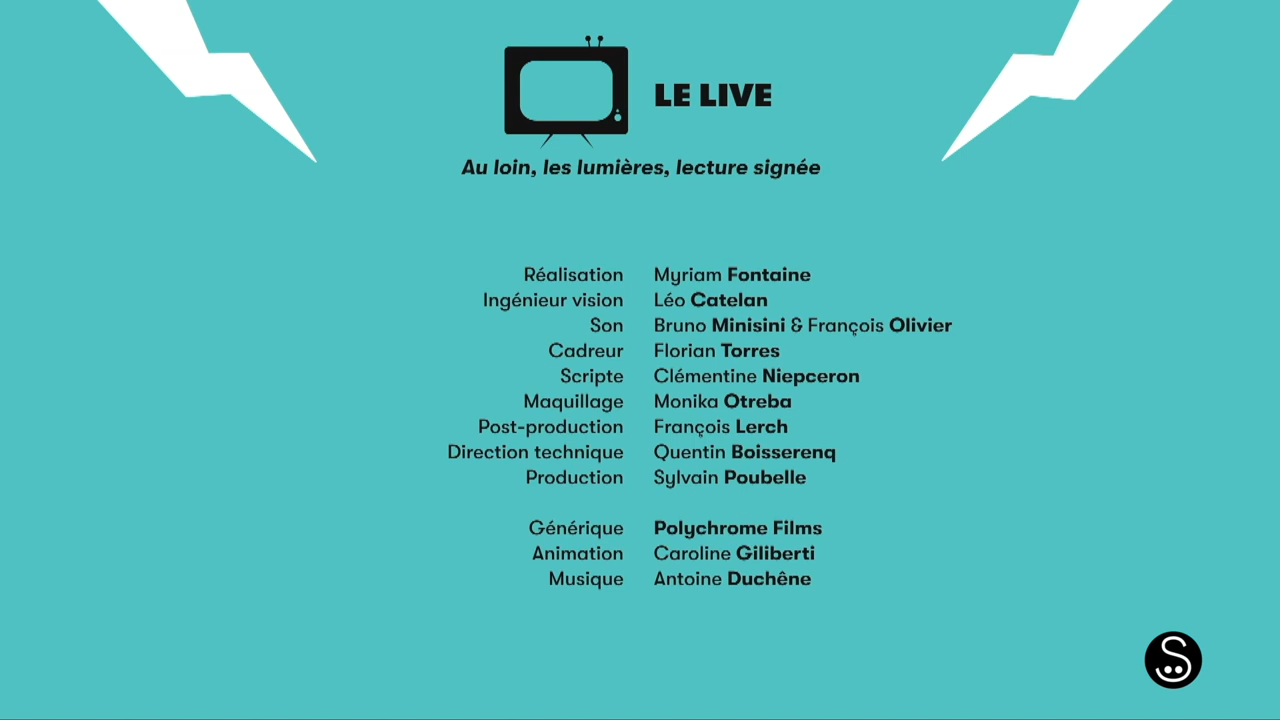 LE LIVE
Au loin, les lumières, lecture signée
Réalisation Myriam Fontaine
Ingénieur vision Léo Catelan
Son Bruno Minisini & François Olivier
Cadreur Florian Torres
Scripte Clémentine Niepceron
Maquillage Monika Otreba
Post-production François Lerch
Direction technique Quentin Boisserenq
Production Sylvain Poubelle
Générique Polychrome Films
Animation Caroline Giliberti
Musique Antoine Duchêne
S